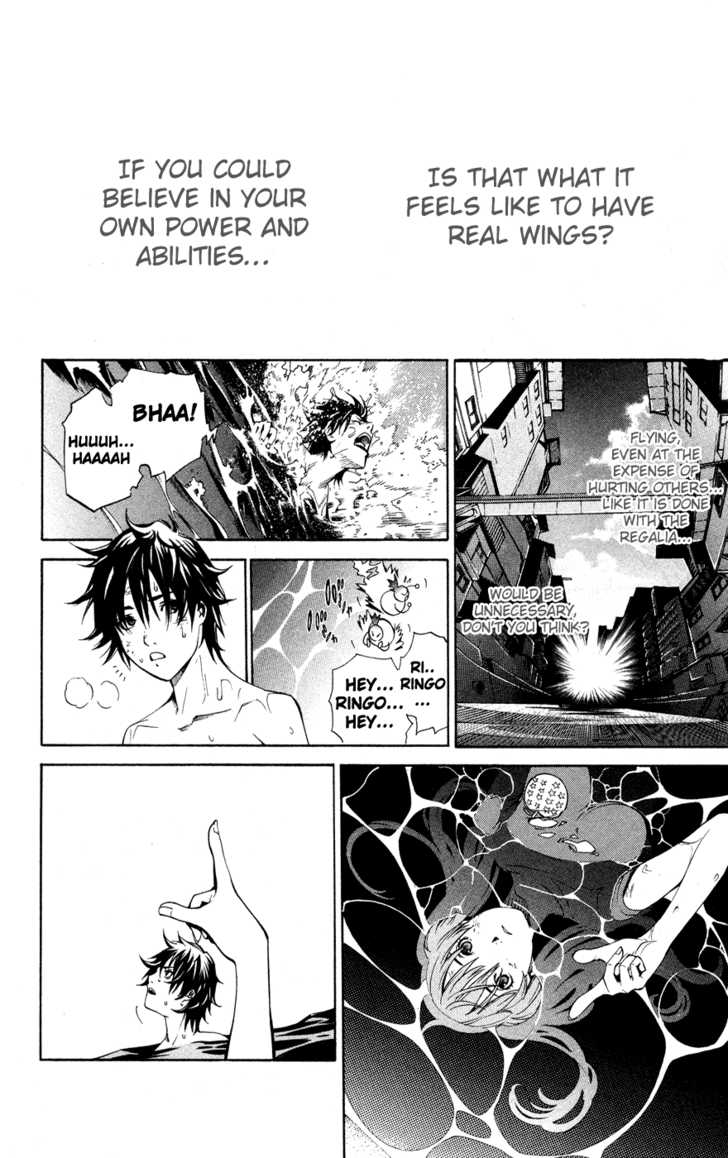 IS THAT WHAT IT
FEELS LIKE TO HAVE
REAL WINGS?
IF YOU COULD
BELIEVE IN YOUR
OWN POWER AND
ABILITIES...
FLYING,
EVEN AT THE
EXPENSE OF
HURTING OTHERS...
LIKE IT IS DONE
WITH THE
REGALIA...
WOULD BE
UNNECESSARY,
DON'T YOU THINK?
BHAA!
HUUUH...
HAAAAH
RI..
RINGO
...
HEY...
RINGO...
HEY...